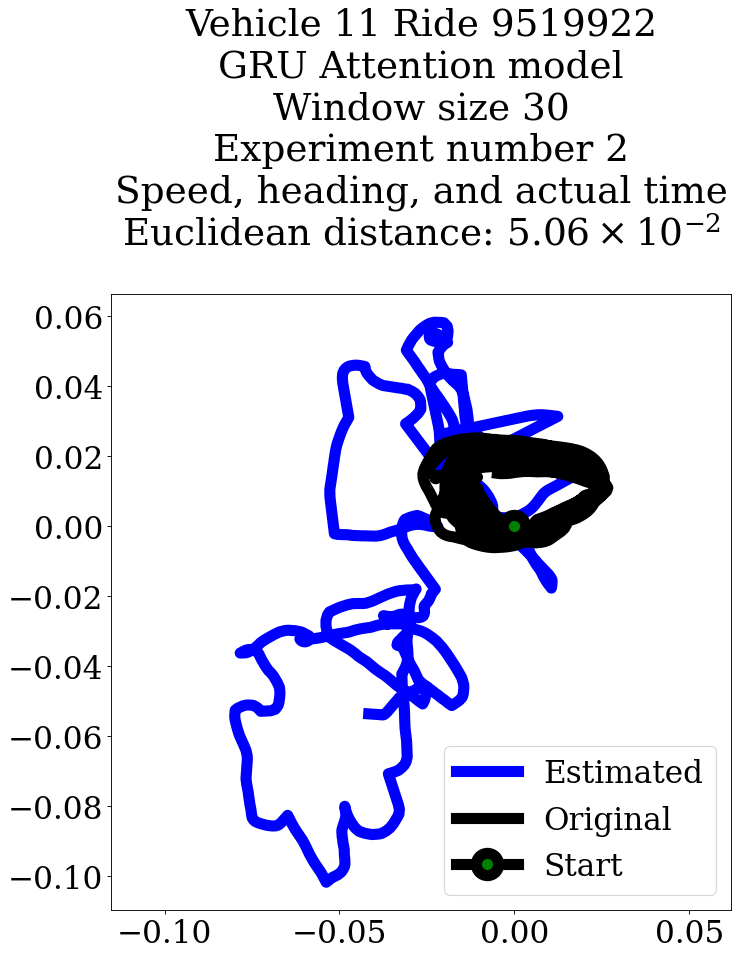 Vehicle 11 Ride 9519922
GRU Attention model
Window size 30
Experiment number 2
Speed, heading, and actual time
Euclidean distance: 5.06 × 10⁻²
0.06
0.04
0.02
0.00
−0.02
−0.04
−0.06
−0.08
−0.10
Estimated
Original
Start
−0.10 −0.05 0.00 0.05